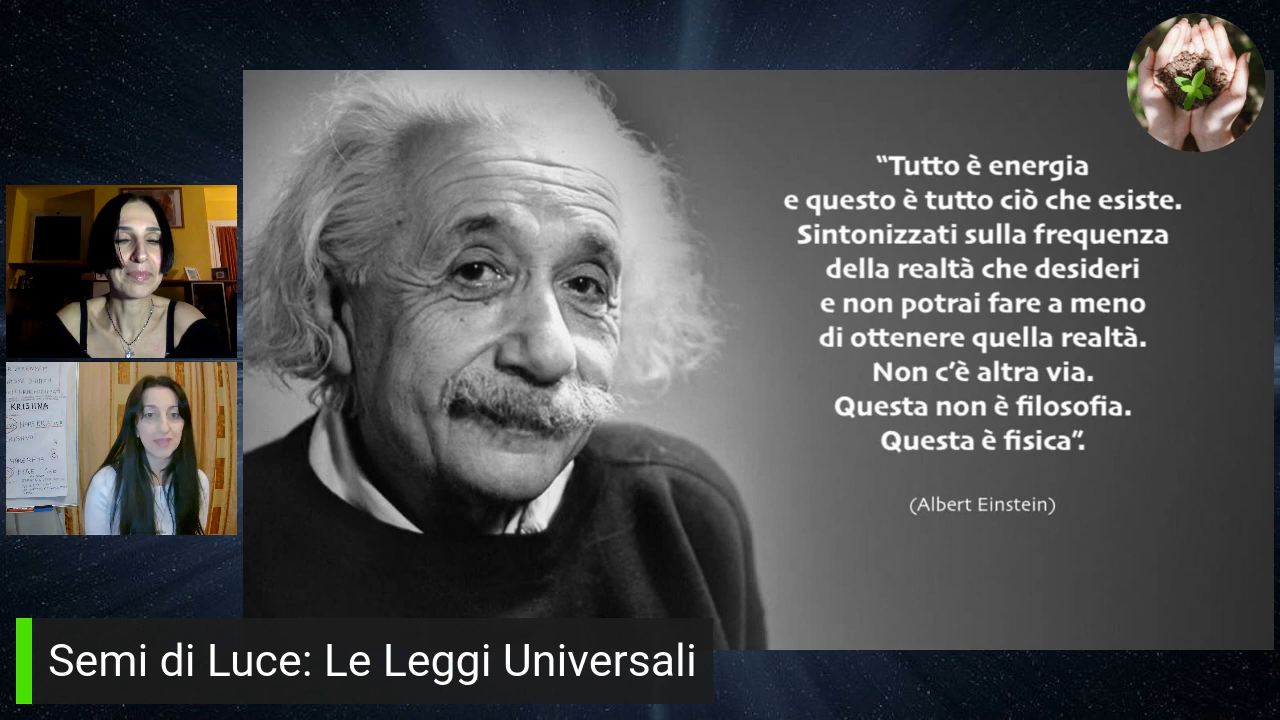 “Tutto è energia
e questo è tutto ciò che esiste.
Sintonizzati sulla frequenza
della realtà che desideri
e non potrai fare a meno
di ottenere quella realtà.
Non c’è altra via.
Questa non è filosofia.
Questa è fisica”.
(Albert Einstein)
KRISHNA
Semi di Luce: Le Leggi Universali